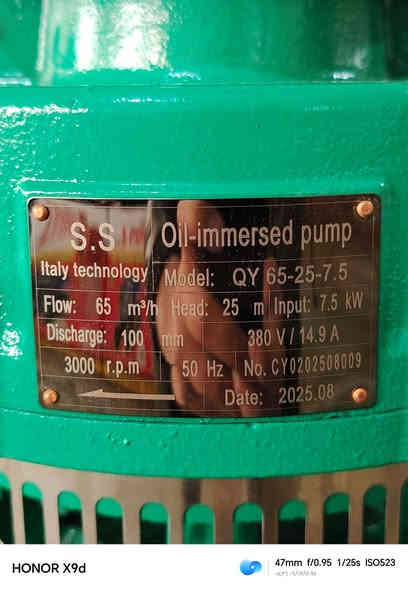 S.S Oil-immersed pump
Italy technology Model: QY 65-25-7.5
Flow: 65 m³/h Head: 25 m Input: 7.5 kW
Discharge: 100 mm 380 V / 14.9 A
3000 r.p.m 50 Hz No. CY0202508009
Date: 2025.08
HONOR X9d
47mm f/0.95 1/25s ISO523